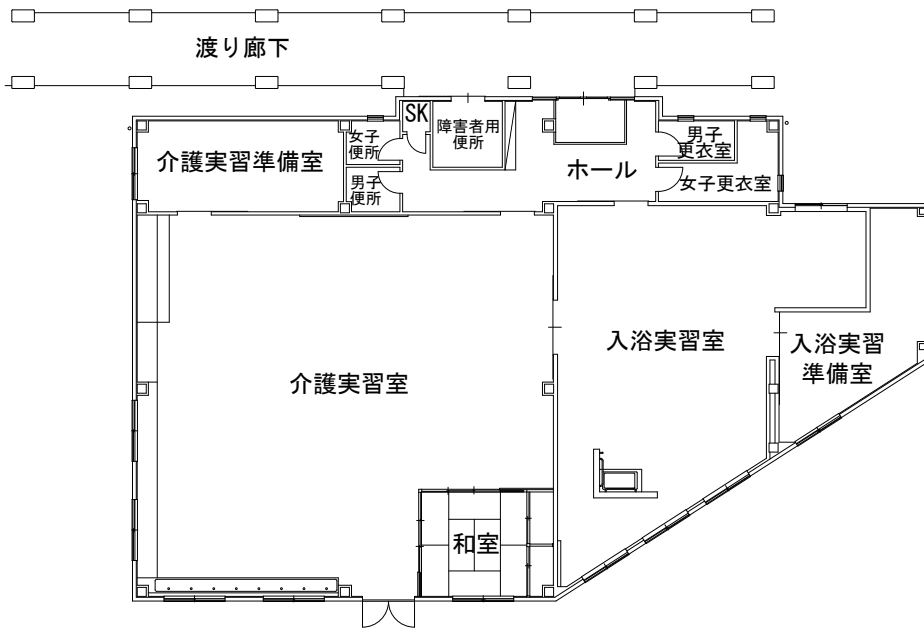 渡り廊下
SK
障害者用
便所
女子
便所
男子
便所
介護実習準備室
ホール
男子
更衣室
女子更衣室
介護実習室
入浴実習室
入浴実習
準備室
和室